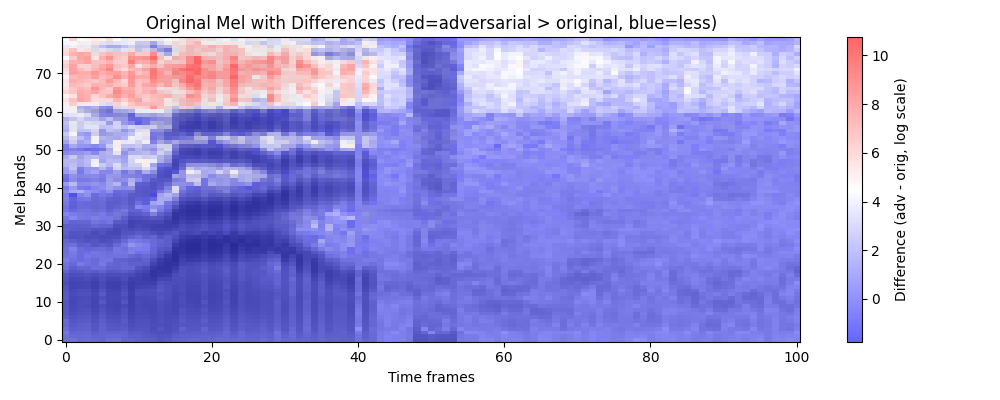 Original Mel with Differences (red=adversarial > original, blue=less)
Mel bands
70
60
50
40
30
20
10
0
0 20 40 60 80 100
Time frames
10
8
6
4
2
0
Difference (adv - orig, log scale)